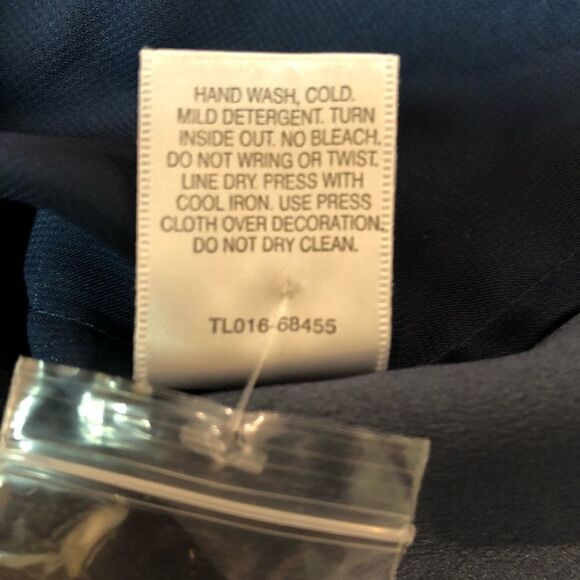 HAND WASH, COLD.
MILD DETERGENT. TURN
INSIDE OUT. NO BLEACH.
DO NOT WRING OR TWIST.
LINE DRY. PRESS WITH
COOL IRON. USE PRESS
CLOTH OVER DECORATION.
DO NOT DRY CLEAN.
TL016-68455